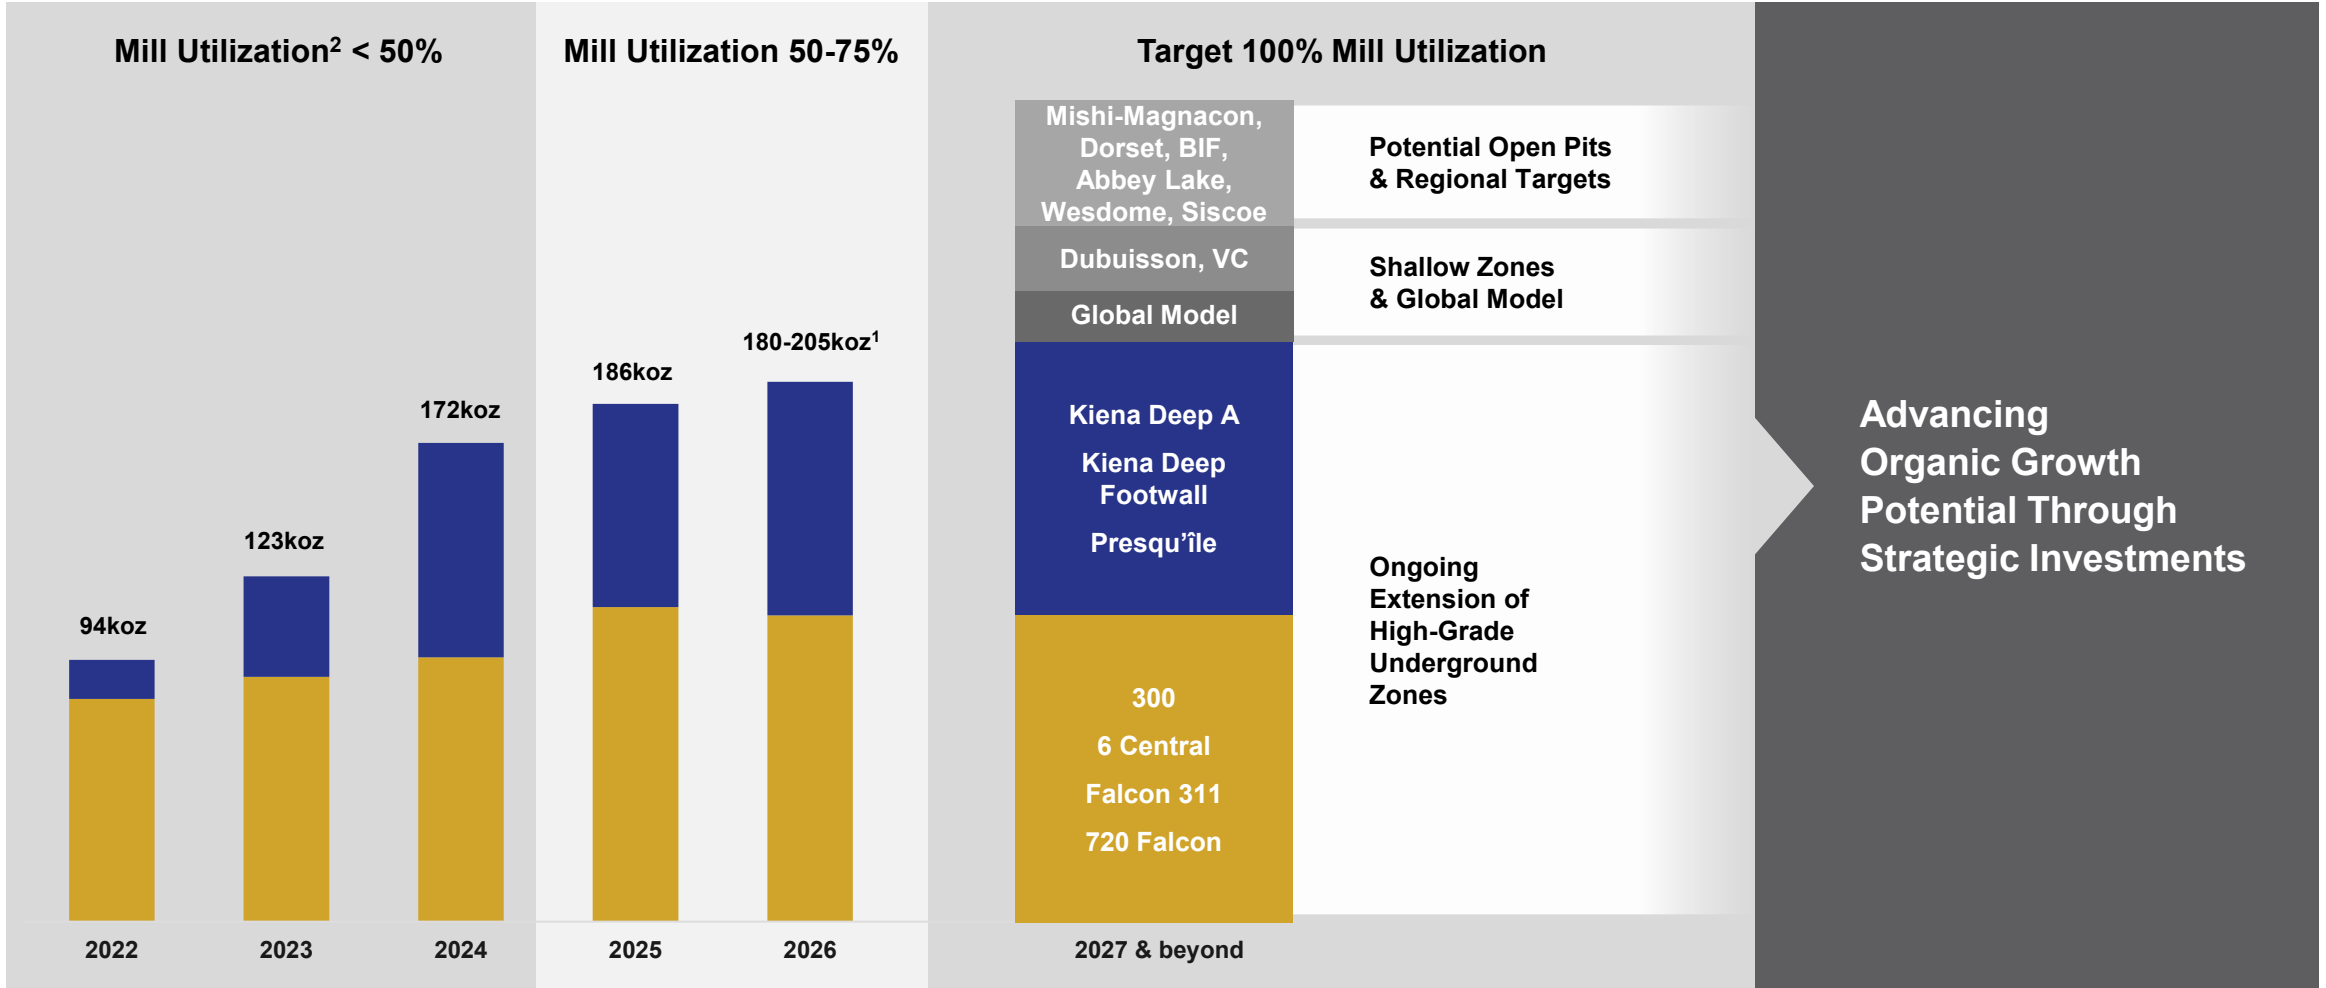 Mill Utilization² < 50%
Mill Utilization 50-75%
Target 100% Mill Utilization
94koz
123koz
172koz
186koz
180-205koz¹
Mishi-Magnacon,
Dorset, BIF,
Abbey Lake,
Wesdome, Siscoe
Dubuisson, VC
Global Model
Kiena Deep A
Kiena Deep
Footwall
Presqu’île
300
6 Central
Falcon 311
720 Falcon
Potential Open Pits
& Regional Targets
Shallow Zones
& Global Model
Ongoing
Extension of
High-Grade
Underground
Zones
2022
2023
2024
2025
2026
2027 & beyond
Advancing
Organic Growth
Potential Through
Strategic Investments